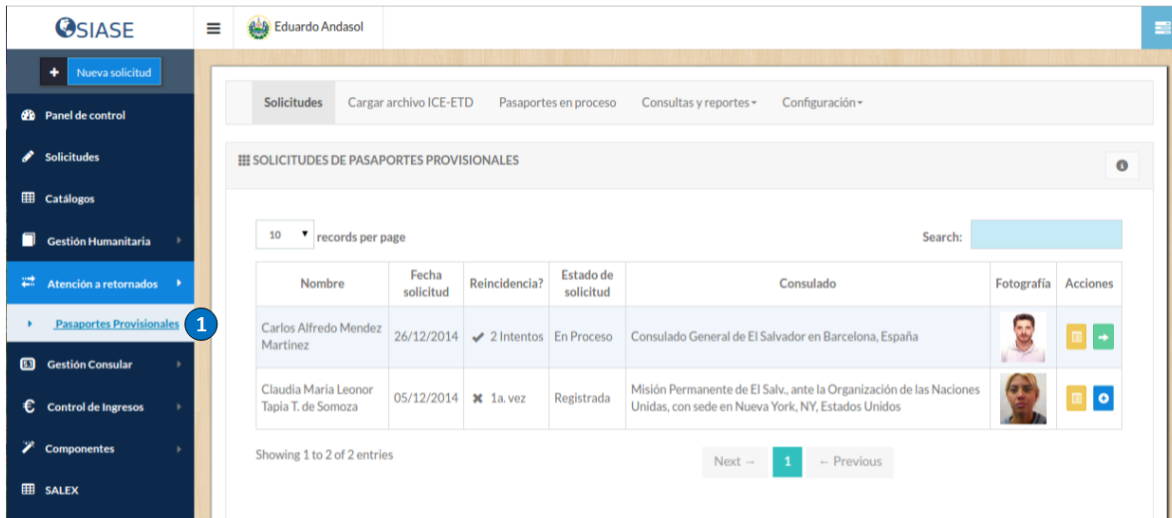 SIASE
Eduardo Andasol
+ Nueva solicitud
Panel de control
Solicitudes
Catálogos
Gestión Humanitaria
Atención a retornados
Pasaportes Provisionales
1
Gestión Consular
Control de Ingresos
Componentes
SALEX
Solicitudes Cargar archivo ICE-ETD Pasaportes en proceso Consultas y reportes Configuración
SOLICITUDES DE PASAPORTES PROVISIONALES
10 records per page
Search:
Nombre Fecha solicitud Reincidencia? Estado de solicitud Consulado Fotografía Acciones
Carlos Alfredo Mendez Martinez 26/12/2014 2 Intentos En Proceso Consulado General de El Salvador en Barcelona, España
Claudia Maria Leonor Tapia T. de Somoza 05/12/2014 1a. vez Registrada Misión Permanente de El Salv., ante la Organización de las Naciones Unidas, con sede en Nueva York, NY, Estados Unidos
Showing 1 to 2 of 2 entries
Next → 1 ← Previous